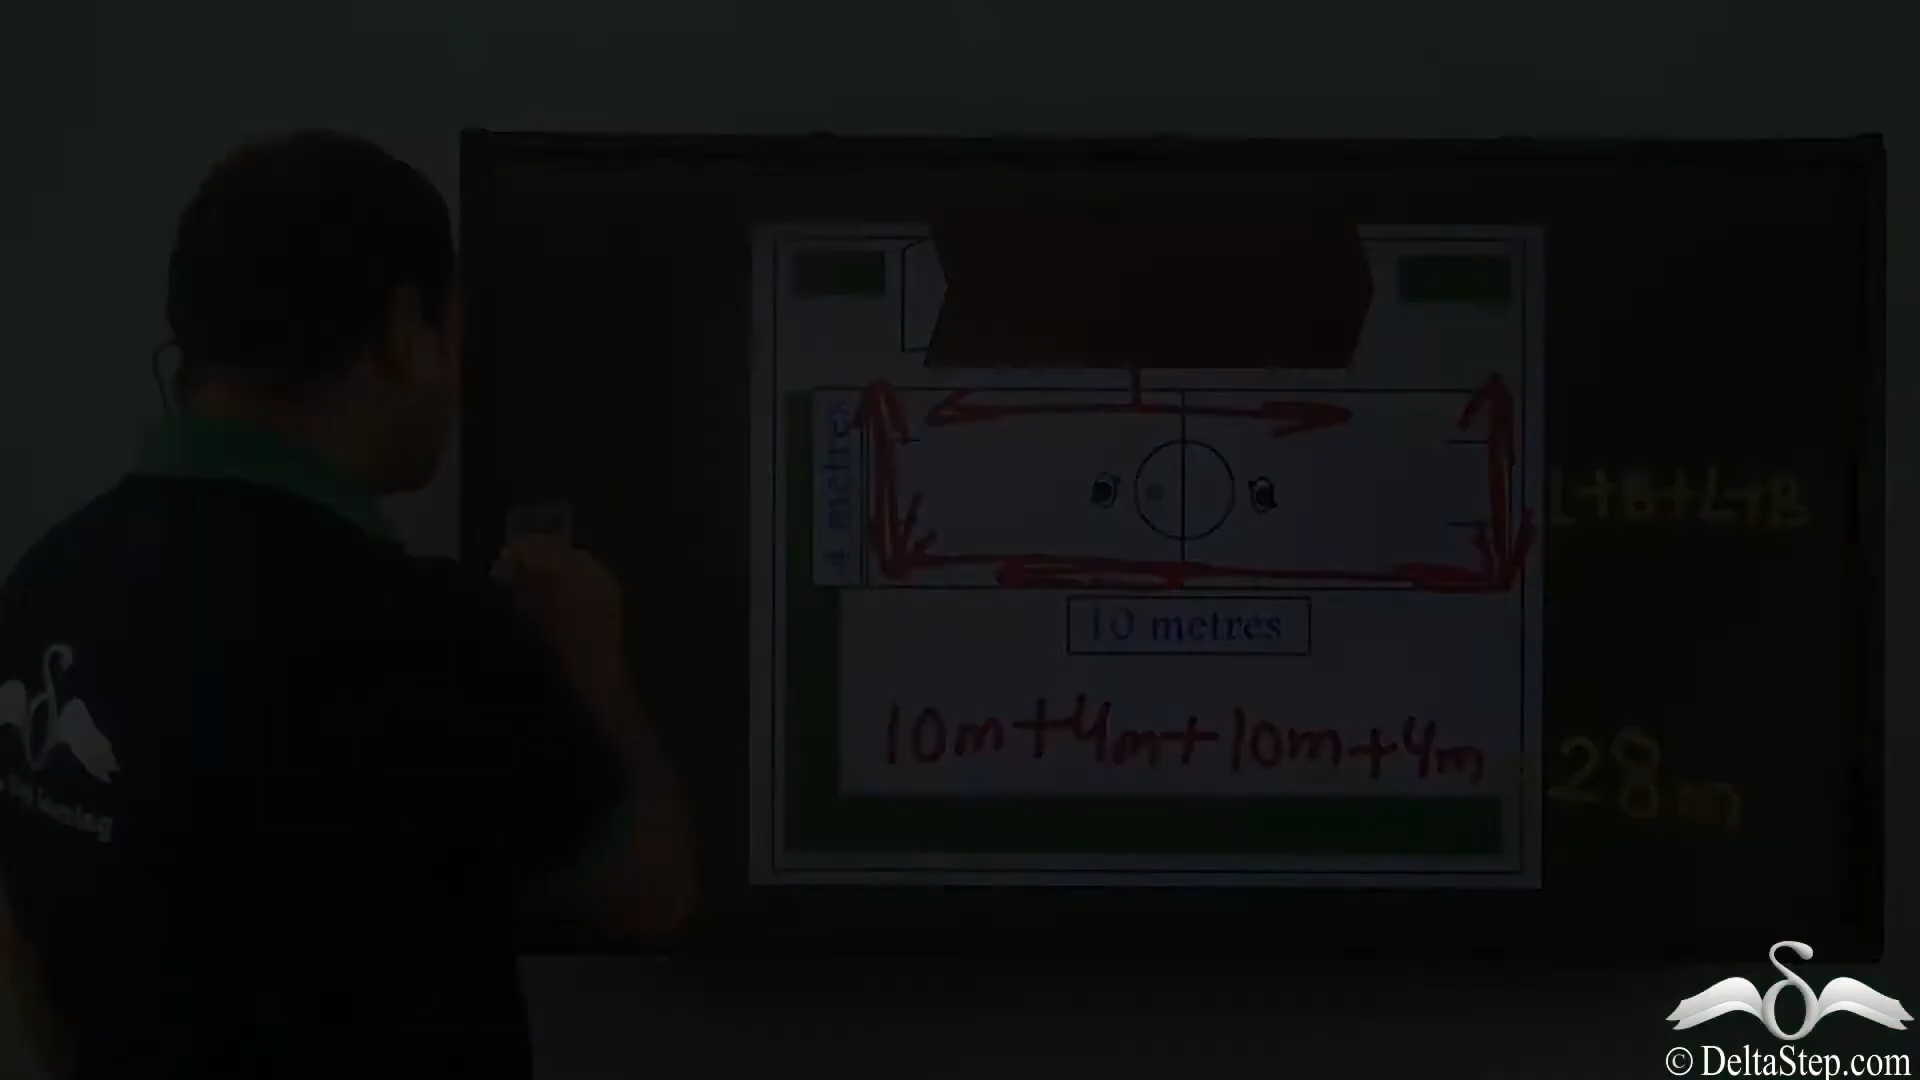 4 metres
L+B+L+B
10 metres
10m+4m+10m+4m = 28m
© DeltaStep.com